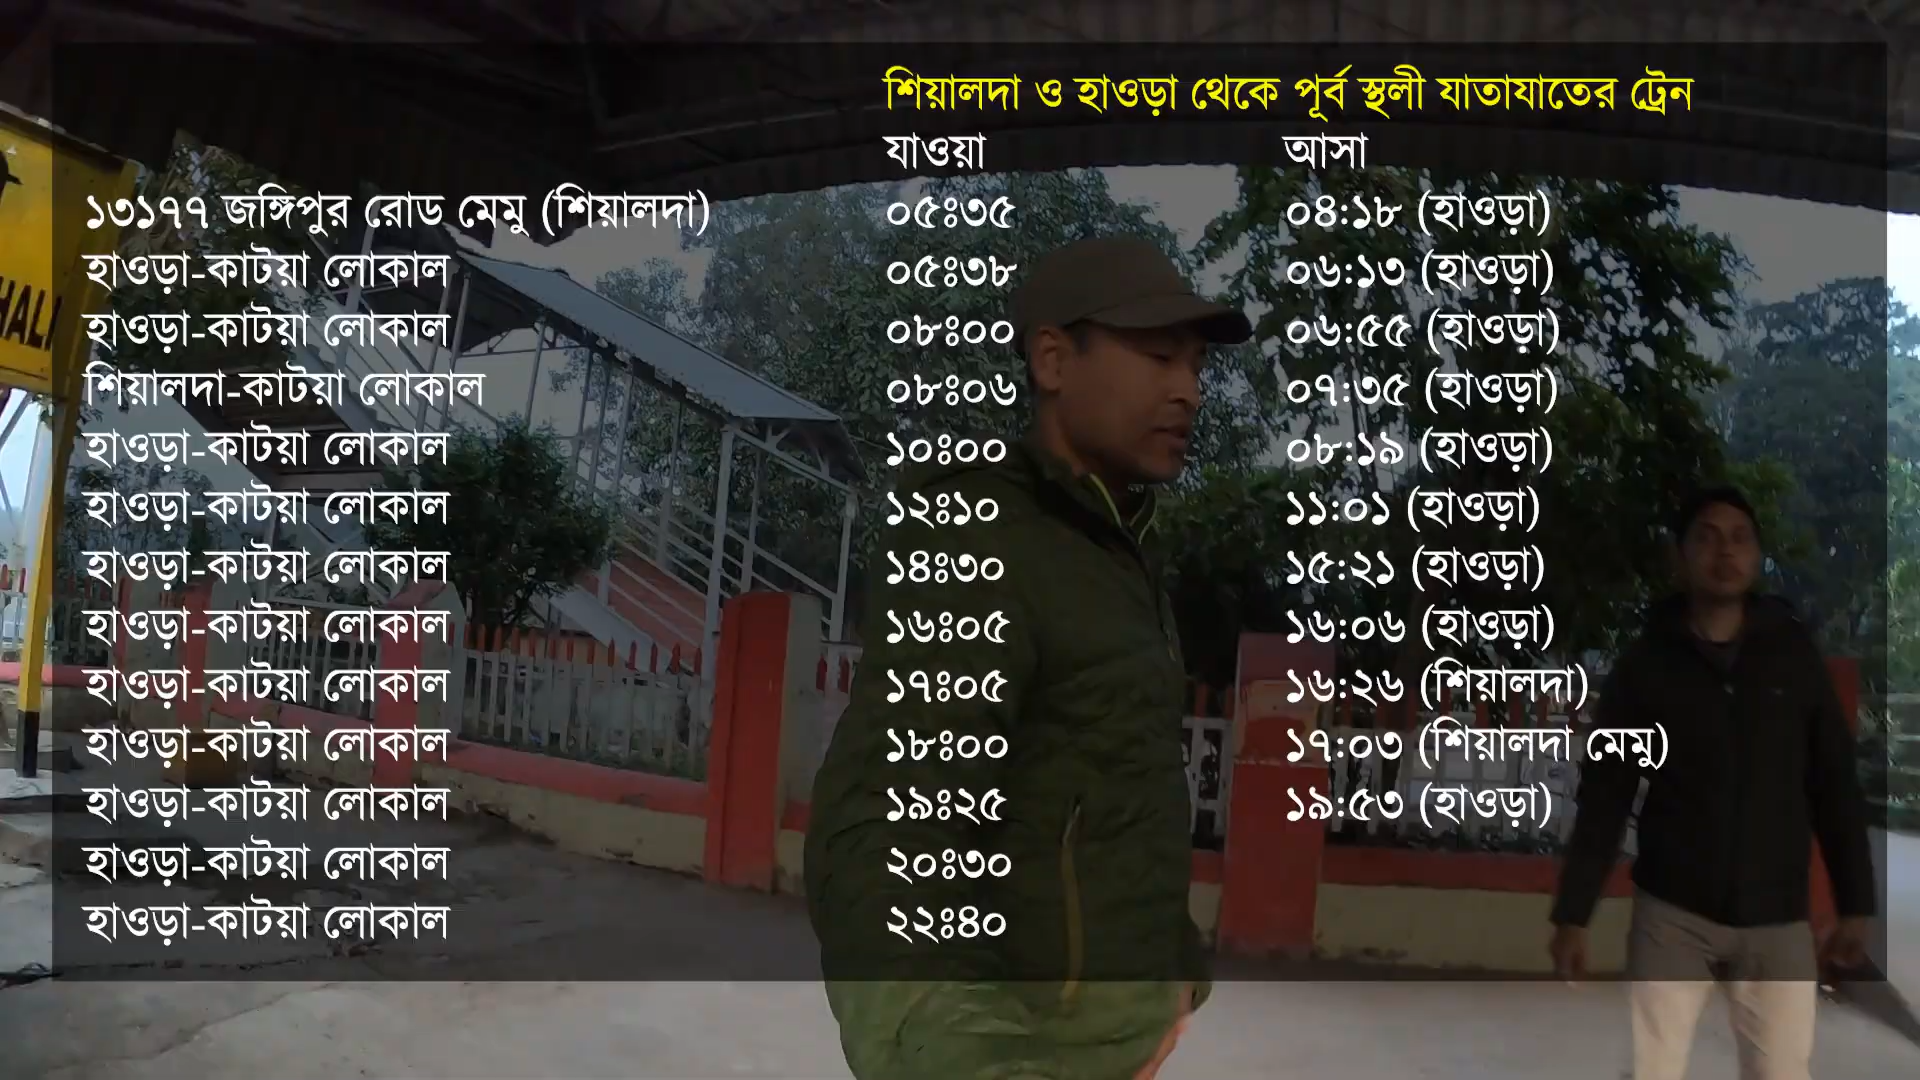 শিয়ালদা ও হাওড়া থেকে পূর্ব স্থলী যাতাযাতের ট্রেন
যাওয়া আসা
১৩১৭৭ জঙ্গিপুর রোড মেমু (শিয়ালদা) ০৫ঃ৩৫ ০৪:১৮ (হাওড়া)
হাওড়া-কাটয়া লোকাল ০৫ঃ৩৮ ০৬:১৩ (হাওড়া)
হাওড়া-কাটয়া লোকাল ০৮ঃ০০ ০৬:৫৫ (হাওড়া)
শিয়ালদা-কাটয়া লোকাল ০৮ঃ০৬ ০৭:৩৫ (হাওড়া)
হাওড়া-কাটয়া লোকাল ১০ঃ০০ ০৮:১৯ (হাওড়া)
হাওড়া-কাটয়া লোকাল ১২ঃ১০ ১১:০১ (হাওড়া)
হাওড়া-কাটয়া লোকাল ১৪ঃ৩০ ১৫:২১ (হাওড়া)
হাওড়া-কাটয়া লোকাল ১৬ঃ০৫ ১৬:০৬ (হাওড়া)
হাওড়া-কাটয়া লোকাল ১৭ঃ০৫ ১৬:২৬ (শিয়ালদা)
হাওড়া-কাটয়া লোকাল ১৮ঃ০০ ১৭:০৩ (শিয়ালদা মেমু)
হাওড়া-কাটয়া লোকাল ১৯ঃ২৫ ১৯:৫৩ (হাওড়া)
হাওড়া-কাটয়া লোকাল ২০ঃ৩০
হাওড়া-কাটয়া লোকাল ২২ঃ৪০